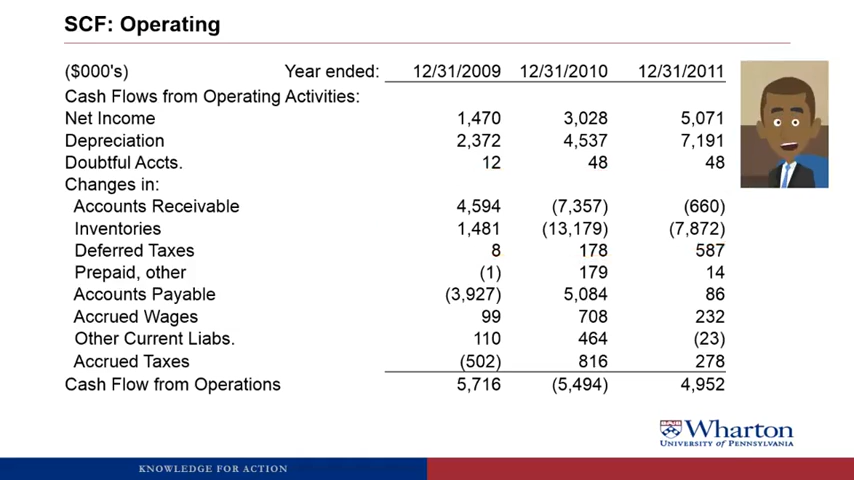 SCF: Operating
($000's) Year ended: 12/31/2009 12/31/2010 12/31/2011
Cash Flows from Operating Activities:
Net Income 1,470 3,028 5,071
Depreciation 2,372 4,537 7,191
Doubtful Accts. 12 48 48
Changes in:
Accounts Receivable 4,594 (7,357) (660)
Inventories 1,481 (13,179) (7,872)
Deferred Taxes 8 178 587
Prepaid, other (1) 179 14
Accounts Payable (3,927) 5,084 86
Accrued Wages 99 708 232
Other Current Liabs. 110 464 (23)
Accrued Taxes (502) 816 278
Cash Flow from Operations 5,716 (5,494) 4,952
Wharton
UNIVERSITY OF PENNSYLVANIA
KNOWLEDGE FOR ACTION